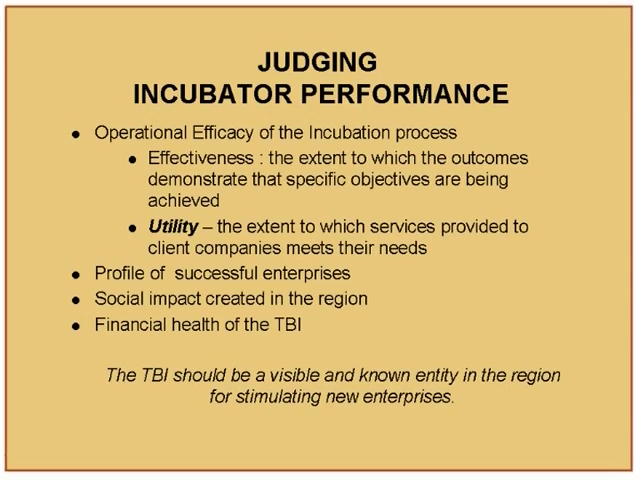 JUDGING
INCUBATOR PERFORMANCE
● Operational Efficacy of the Incubation process
● Effectiveness : the extent to which the outcomes
demonstrate that specific objectives are being
achieved
● Utility – the extent to which services provided to
client companies meets their needs
● Profile of successful enterprises
● Social impact created in the region
● Financial health of the TBI
The TBI should be a visible and known entity in the region
for stimulating new enterprises.